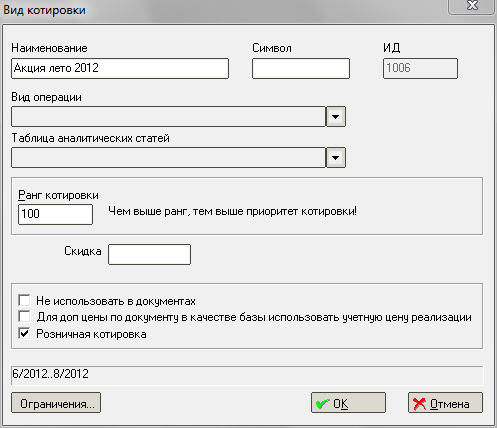 Вид котировки
Наименование Символ ИД
Акция лето 2012 1006
Вид операции
Таблица аналитических статей
Ранг котировки
100 Чем выше ранг, тем выше приоритет котировки!
Скидка
Не использовать в документах
Для доп цены по документу в качестве базы использовать учетную цену реализации
Розничная котировка
6/2012..8/2012
Ограничения... OK Отмена